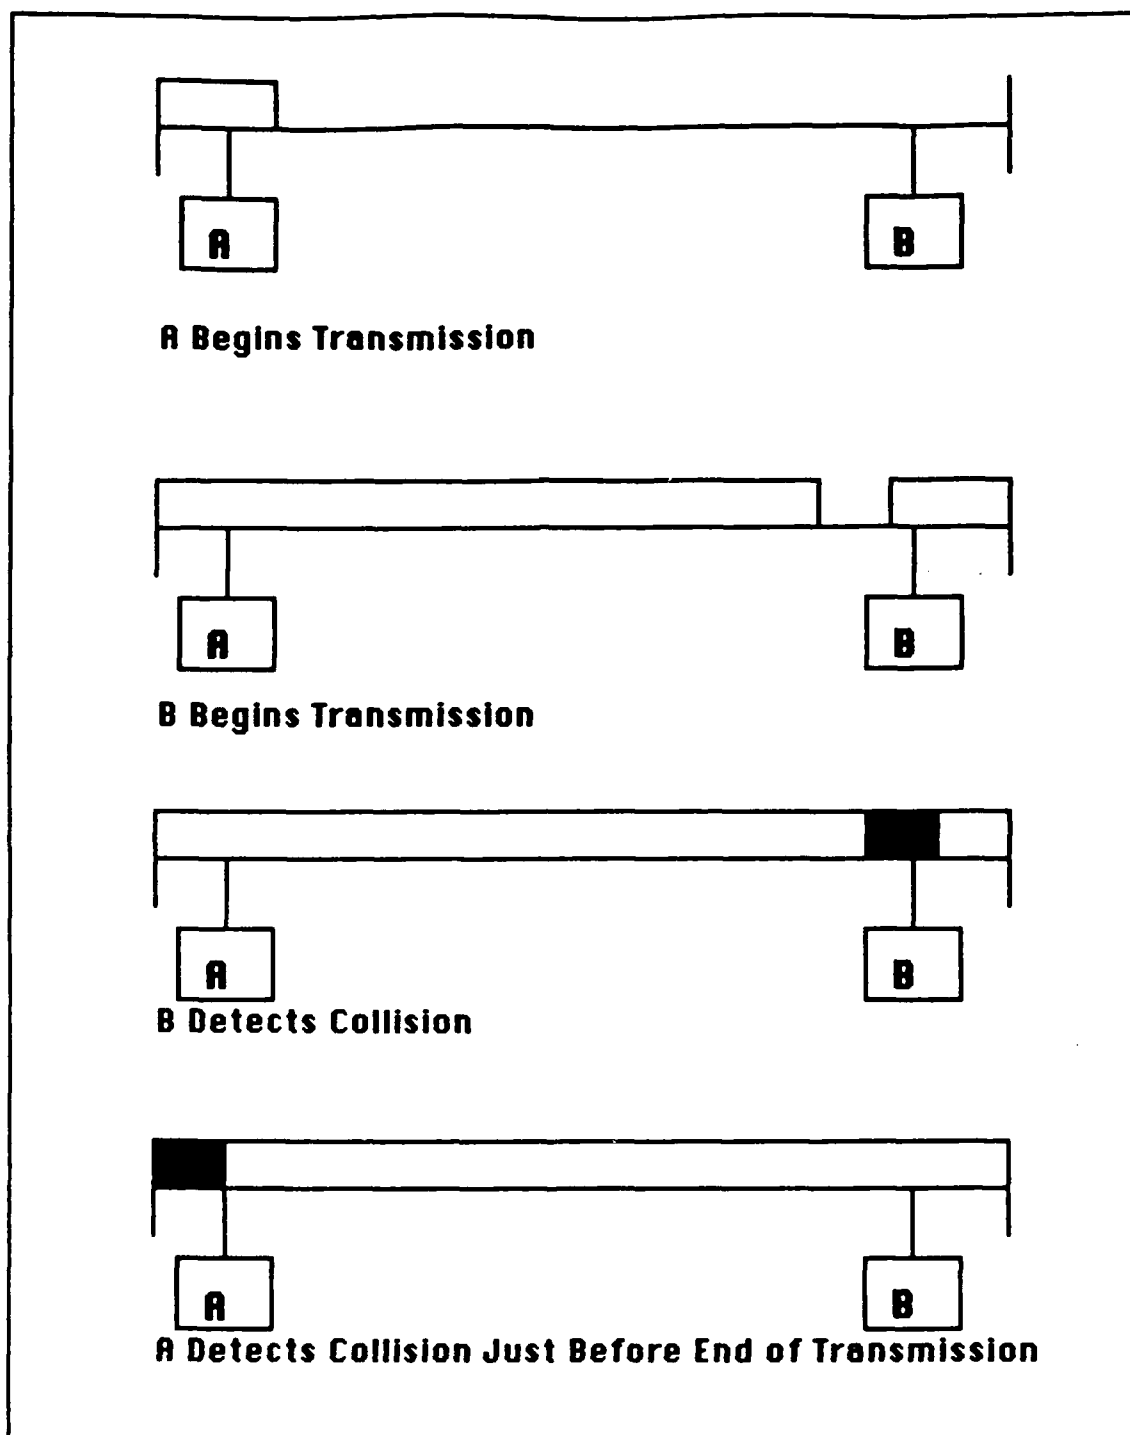 A
B
A Begins Transmission
A
B
B Begins Transmission
A
B
B Detects Collision
A
B
A Detects Collision Just Before End of Transmission